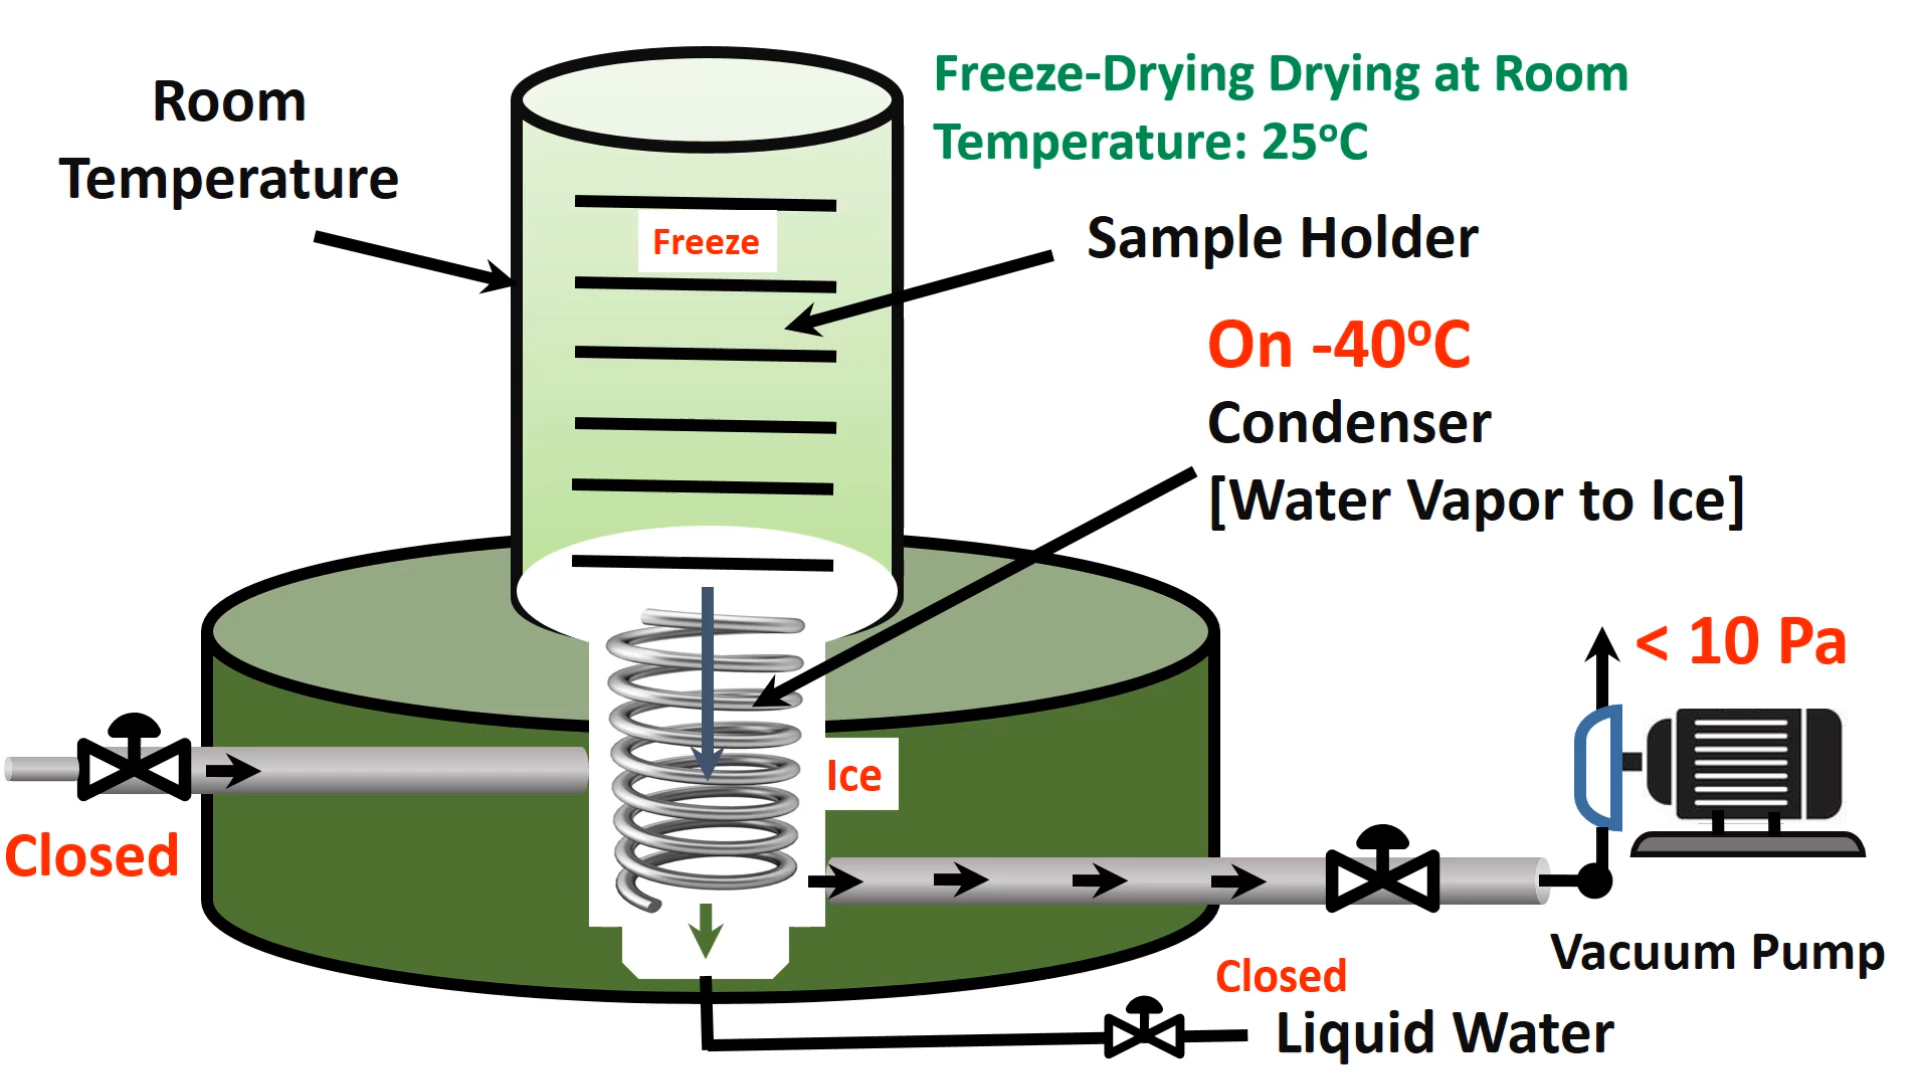 Freeze-Drying Drying at Room
Temperature: 25°C
Room
Temperature
Freeze
Sample Holder
On -40°C
Condenser
[Water Vapor to Ice]
< 10 Pa
Ice
Closed
Vacuum Pump
Closed
Liquid Water